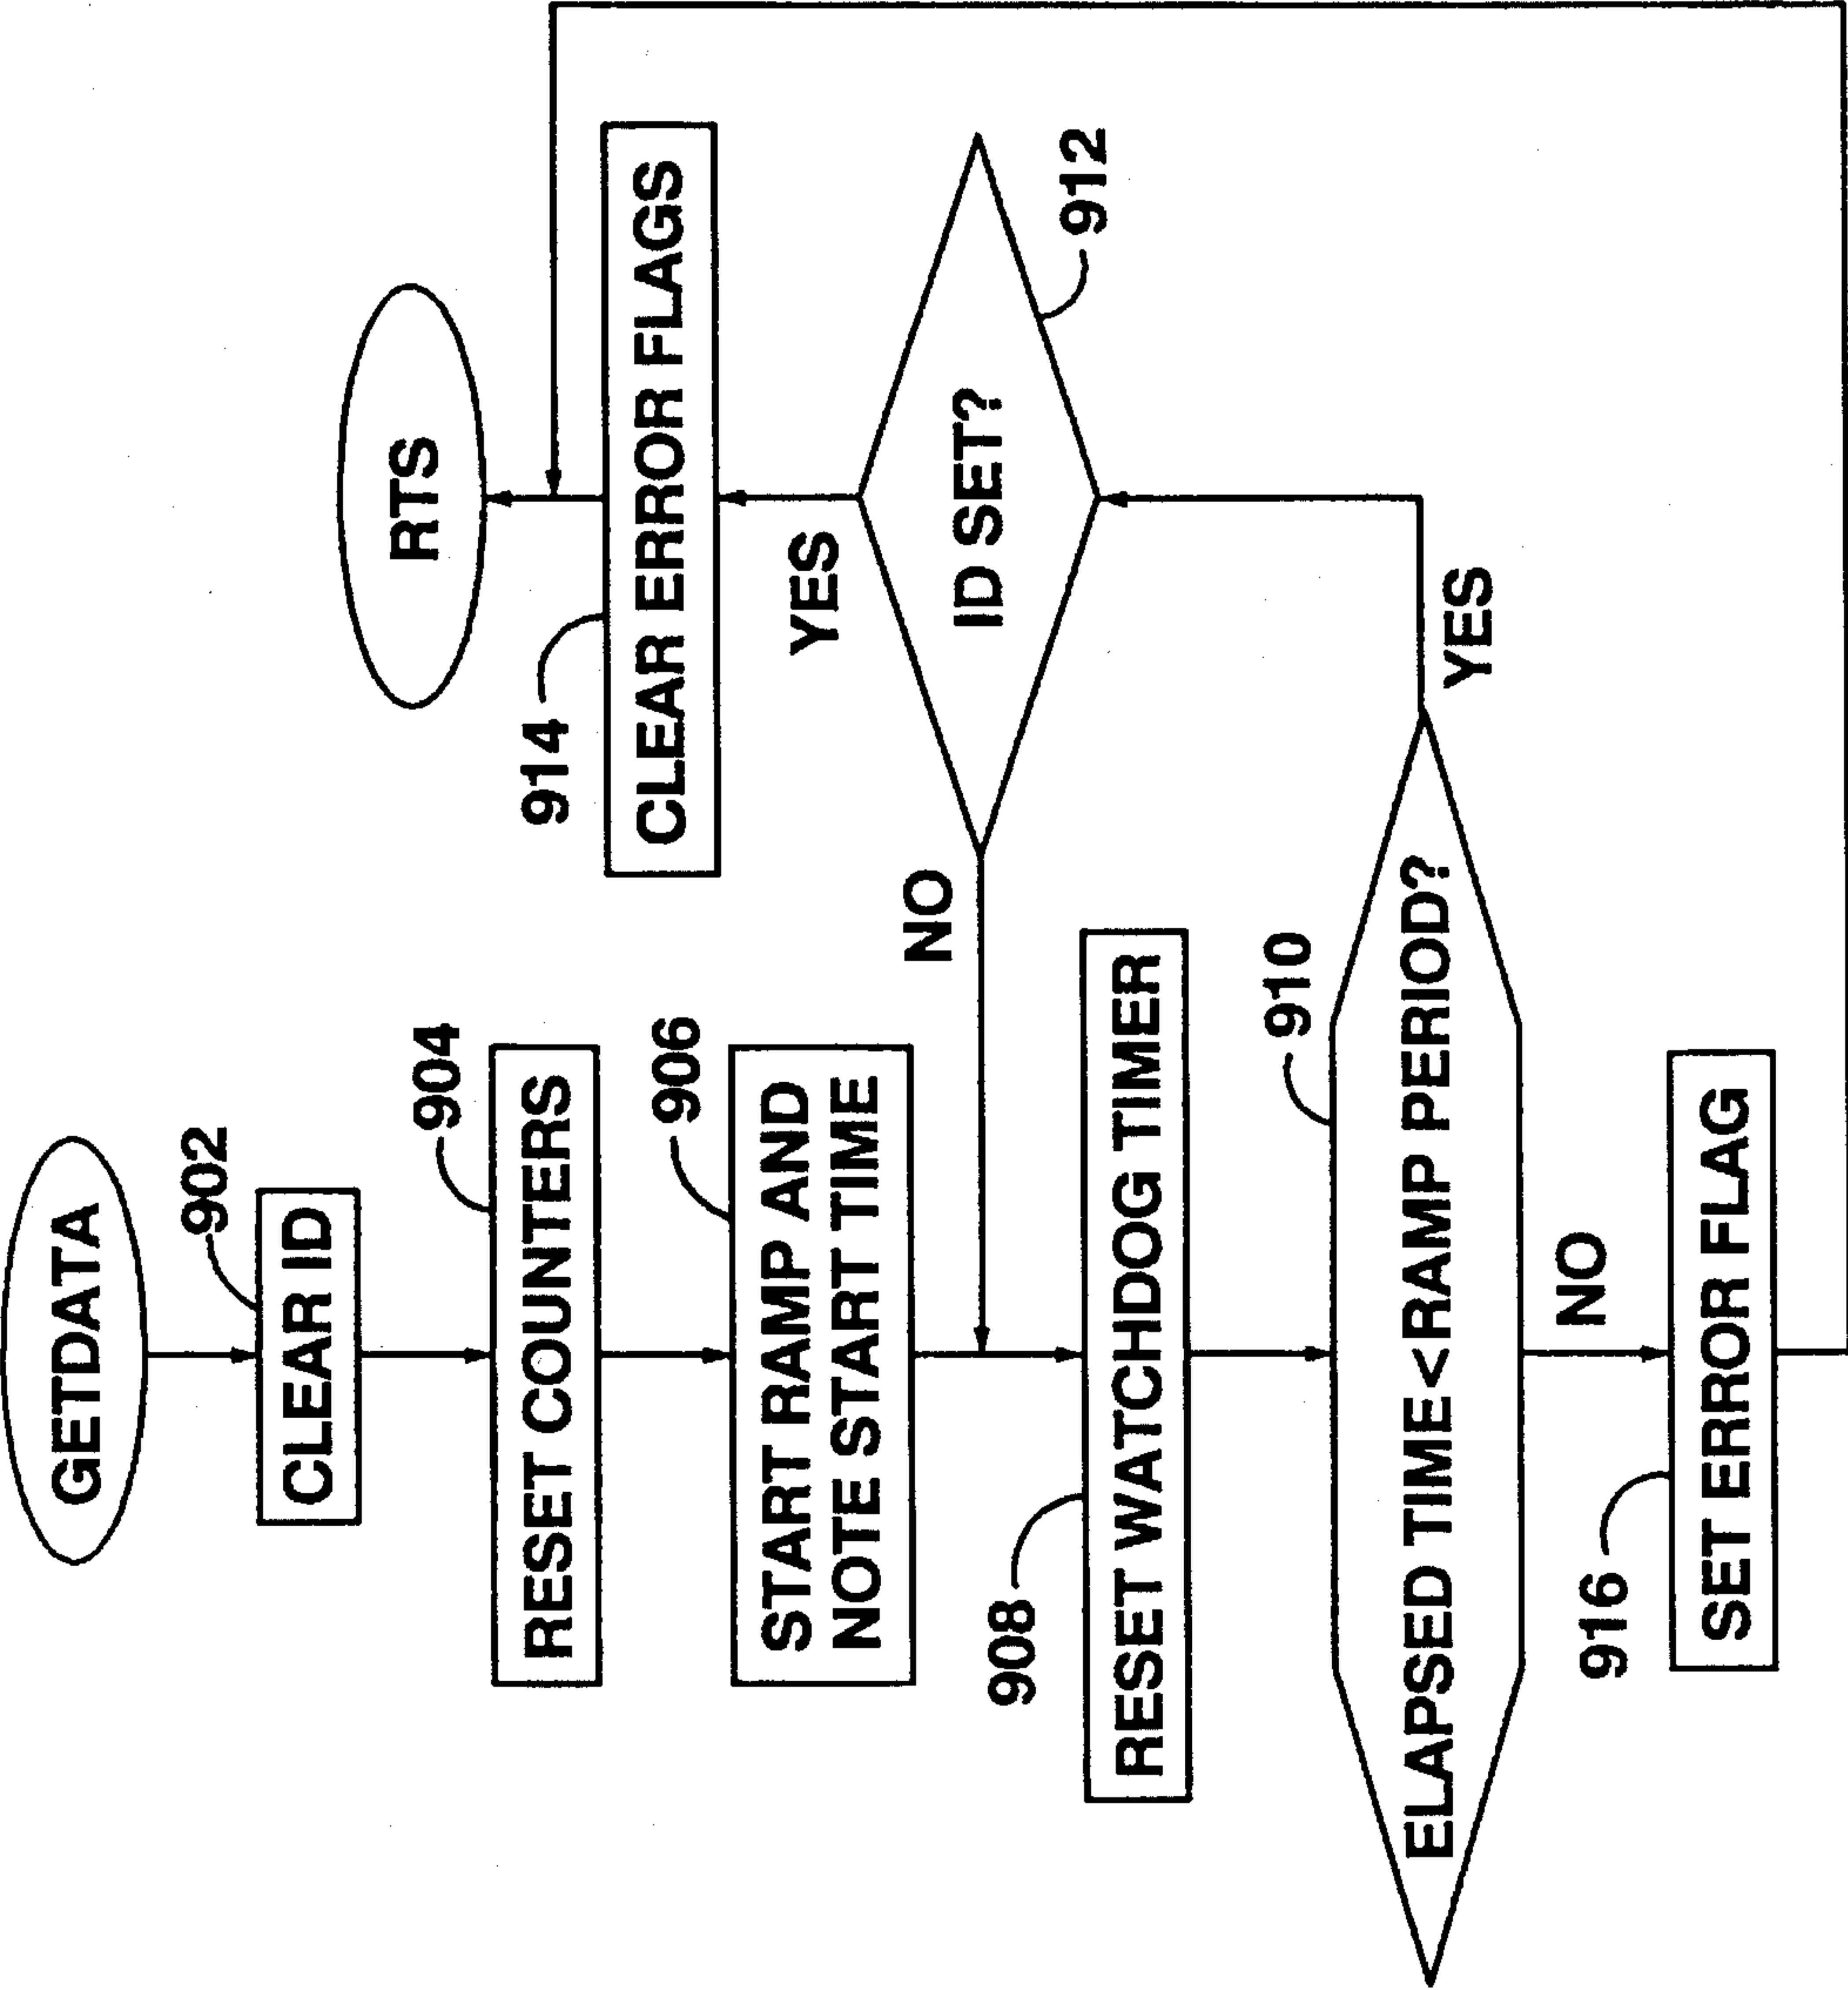 GETDATA
902
CLEAR ID
904
RESET COUNTERS
906
START RAMP AND
NOTE START TIME
908
RESET WATCHDOG TIMER
910
ELAPSED TIME<RAMP PERIOD?
YES
NO
916
SET ERROR FLAG
912
ID SET?
NO
YES
914
CLEAR ERROR FLAGS
RTS